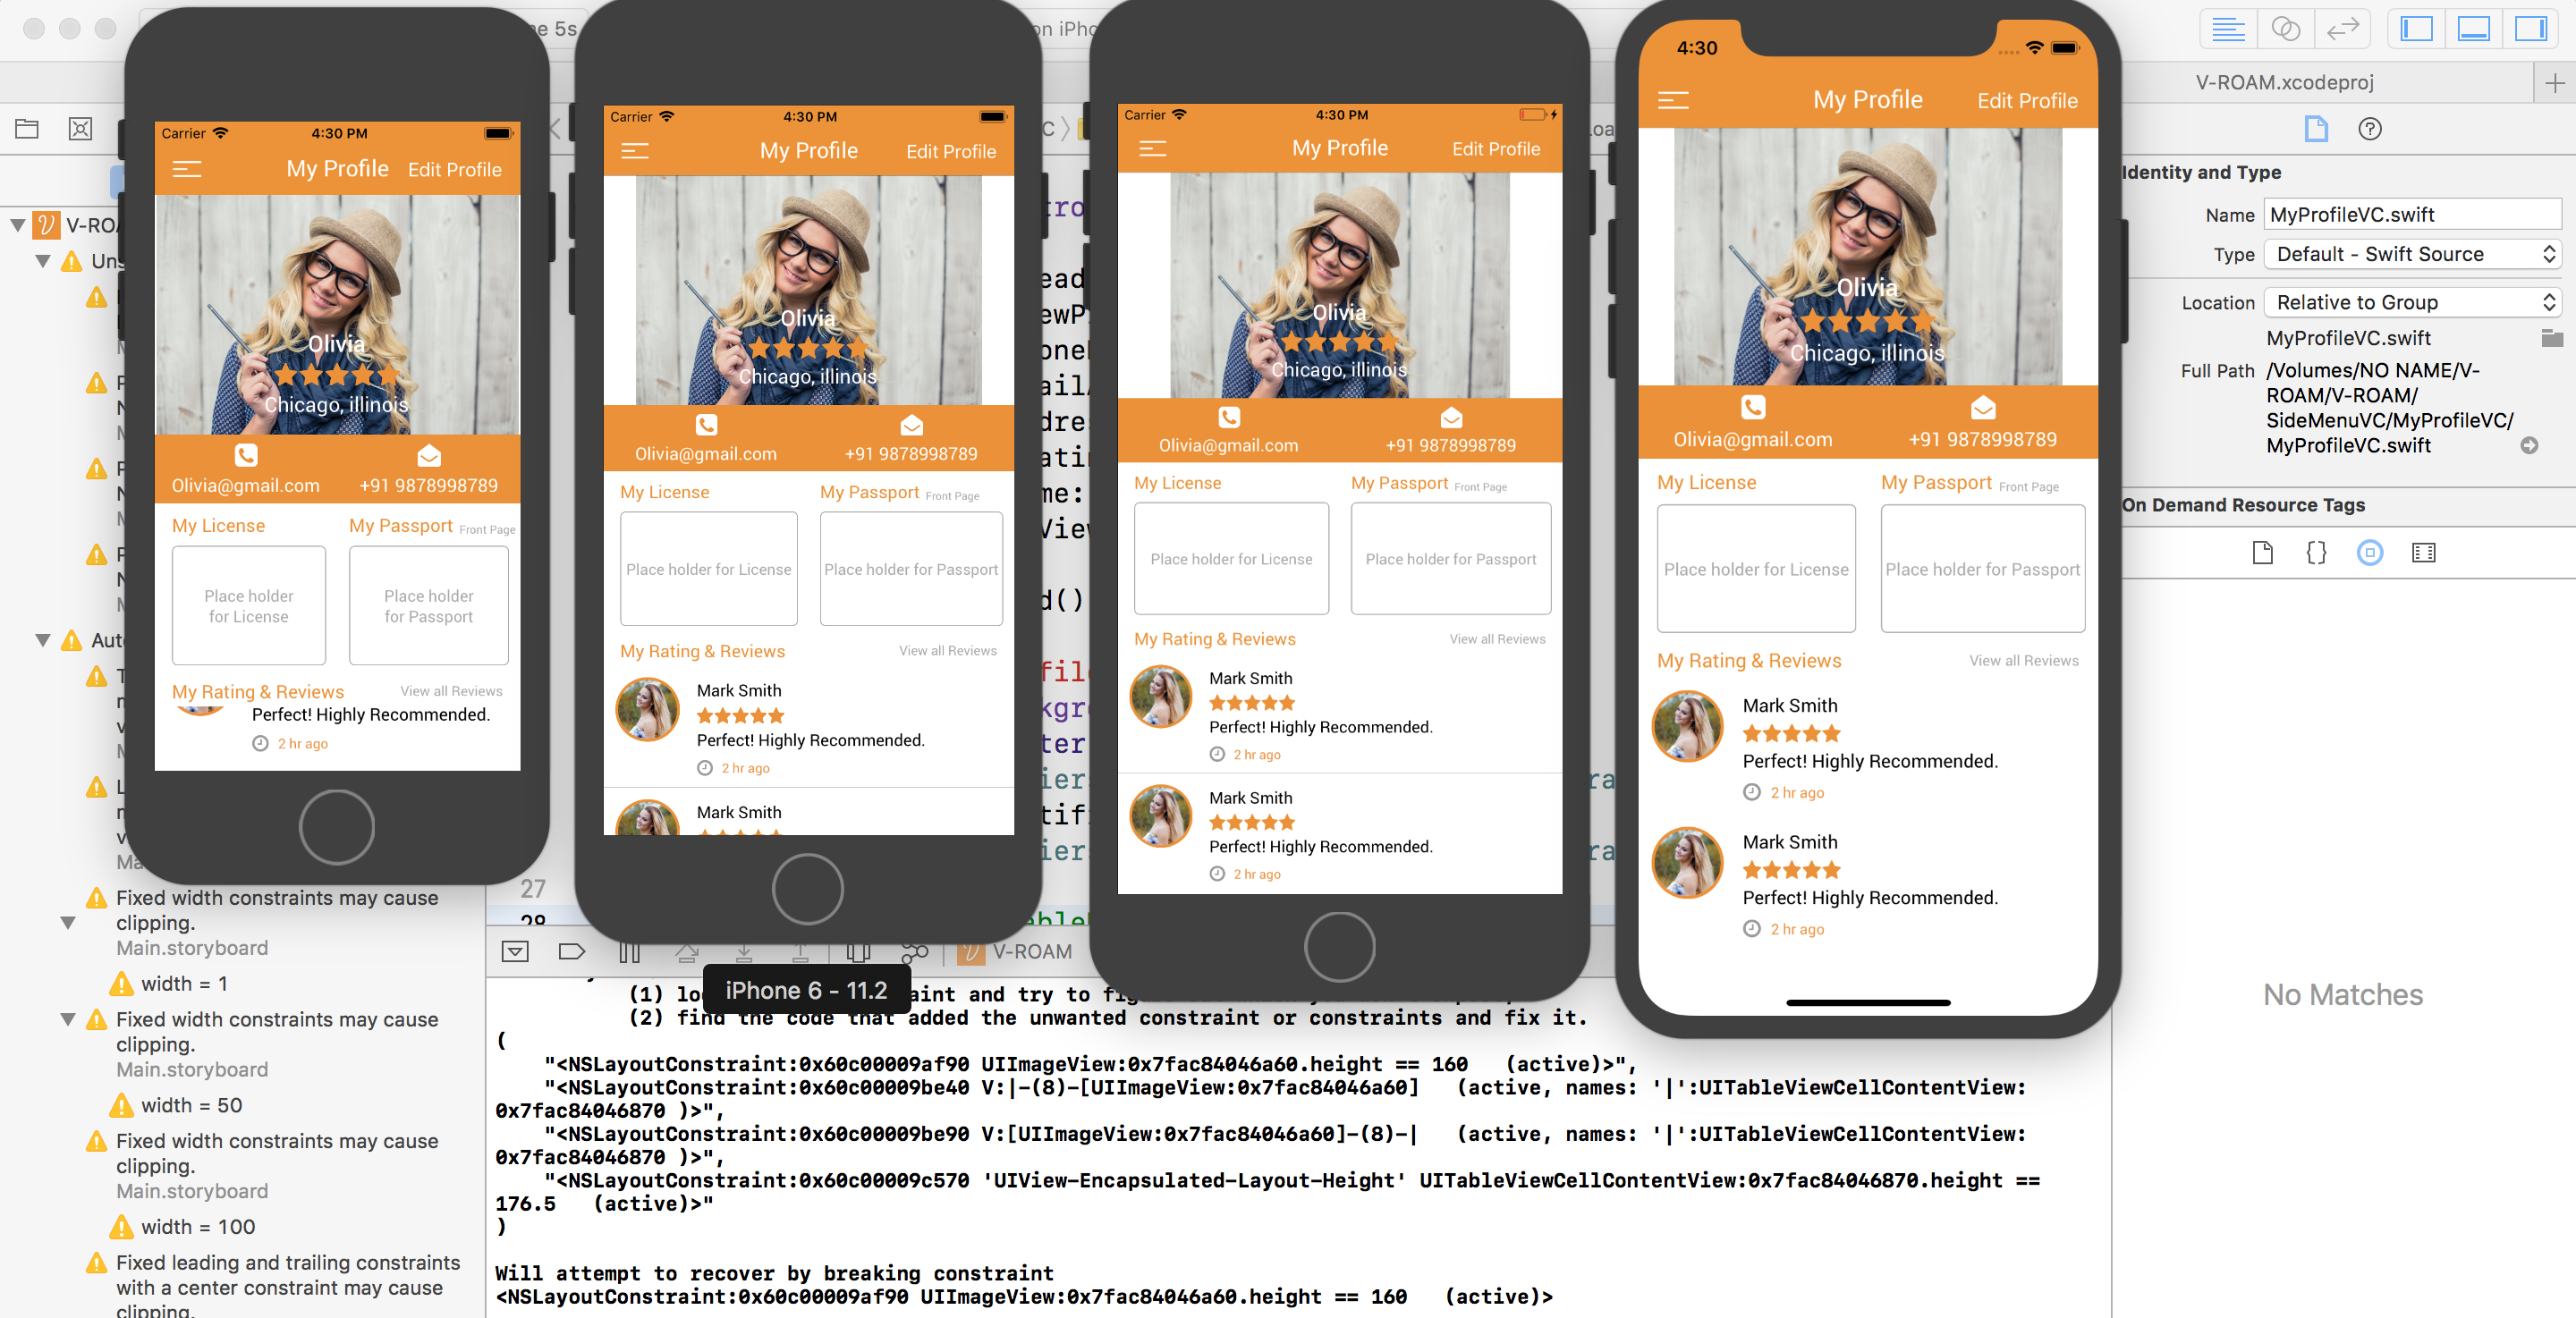 ne 5s
on iPho
V-ROAM.xcodeproj
V-ROA
Uns
Auto
Fixed width constraints may cause
clipping.
Main.storyboard
width = 1
Fixed width constraints may cause
clipping.
Main.storyboard
width = 50
Fixed width constraints may cause
clipping.
Main.storyboard
width = 100
Fixed leading and trailing constraints
with a center constraint may cause
clipping.
Carrier 4:30 PM
My Profile Edit Profile
Olivia
Chicago, illinois
Olivia@gmail.com +91 9878998789
My License My Passport Front Page
Place holder
for License
Place holder
for Passport
My Rating & Reviews View all Reviews
Perfect! Highly Recommended.
2 hr ago
Carrier 4:30 PM
My Profile Edit Profile
Olivia
Chicago, illinois
Olivia@gmail.com +91 9878998789
My License My Passport Front Page
Place holder for License Place holder for Passport
My Rating & Reviews View all Reviews
Mark Smith
Perfect! Highly Recommended.
2 hr ago
Mark Smith
iPhone 6 - 11.2
Carrier 4:30 PM
My Profile Edit Profile
Olivia
Chicago, illinois
Olivia@gmail.com +91 9878998789
My License My Passport Front Page
Place holder for License Place holder for Passport
My Rating & Reviews View all Reviews
Mark Smith
Perfect! Highly Recommended.
2 hr ago
Mark Smith
Perfect! Highly Recommended.
2 hr ago
4:30
My Profile Edit Profile
Olivia
Chicago, illinois
Olivia@gmail.com +91 9878998789
My License My Passport Front Page
Place holder for License Place holder for Passport
My Rating & Reviews View all Reviews
Mark Smith
Perfect! Highly Recommended.
2 hr ago
Mark Smith
Perfect! Highly Recommended.
2 hr ago
27
28
V-ROAM
(1) aint and try to
(2) find the code that added the unwanted constraint or constraints and fix it.
(
"<NSLayoutConstraint:0x60c00009af90 UIImageView:0x7fac84046a60.height == 160 (active)>",
"<NSLayoutConstraint:0x60c00009be40 V:|-(8)-[UIImageView:0x7fac84046a60] (active, names: '|':UITableViewCellContentView:
0x7fac84046870 )>",
"<NSLayoutConstraint:0x60c00009be90 V:[UIImageView:0x7fac84046a60]-(8)-| (active, names: '|':UITableViewCellContentView:
0x7fac84046870 )>",
"<NSLayoutConstraint:0x60c00009c570 'UIView-Encapsulated-Layout-Height' UITableViewCellContentView:0x7fac84046870.height ==
176.5 (active)>"
)
Will attempt to recover by breaking constraint
<NSLayoutConstraint:0x60c00009af90 UIImageView:0x7fac84046a60.height == 160 (active)>
Identity and Type
Name MyProfileVC.swift
Type Default - Swift Source
Location Relative to Group
MyProfileVC.swift
Full Path /Volumes/NO NAME/V-
ROAM/V-ROAM/
SideMenuVC/MyProfileVC/
MyProfileVC.swift
On Demand Resource Tags
No Matches